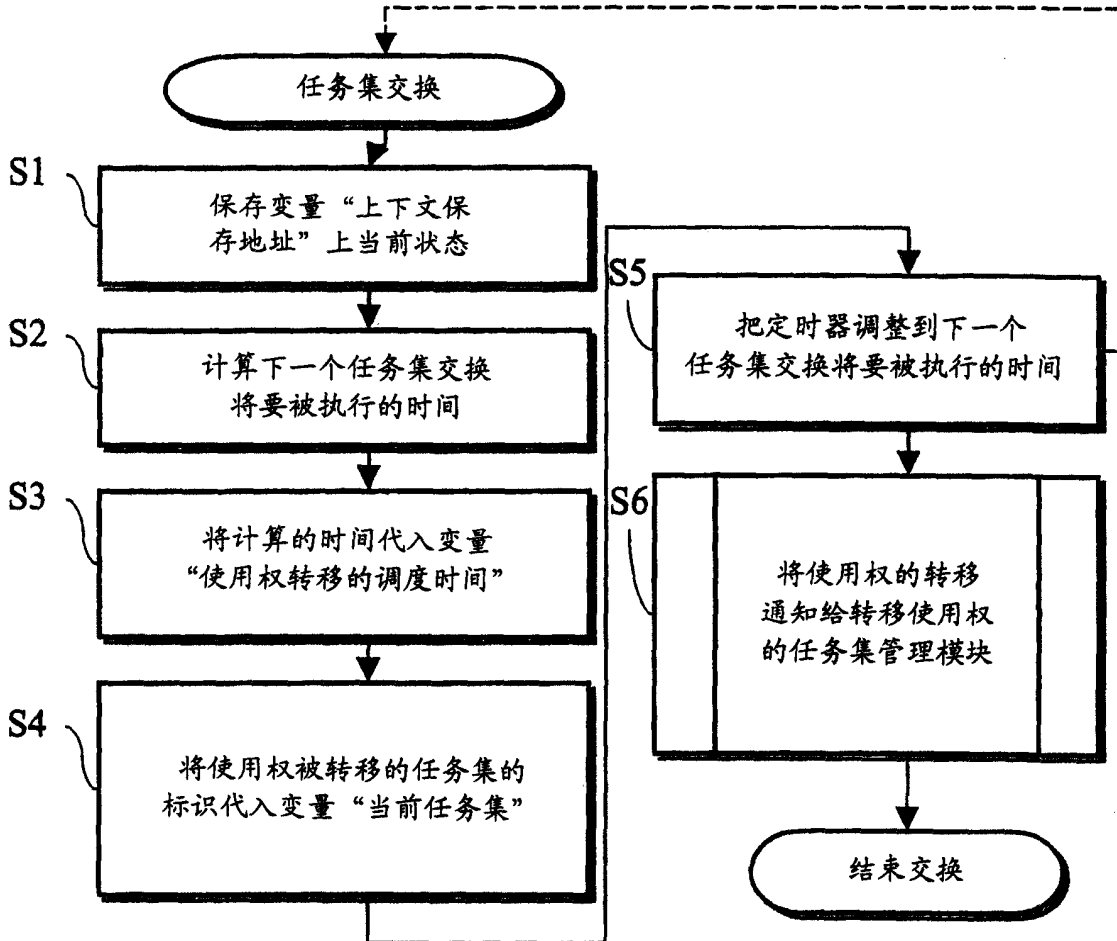 任务集交换
S1
保存变量“上下文保
存地址”上当前状态
S2
计算下一个任务集交换
将要被执行的时间
S3
将计算的时间代入变量
“使用权转移的调度时间”
S4
将使用权被转移的任务集的
标识代入变量“当前任务集”
S5
把定时器调整到下一个
任务集交换将要被执行的时间
S6
将使用权的转移
通知给转移使用权
的任务集管理模块
结束交换